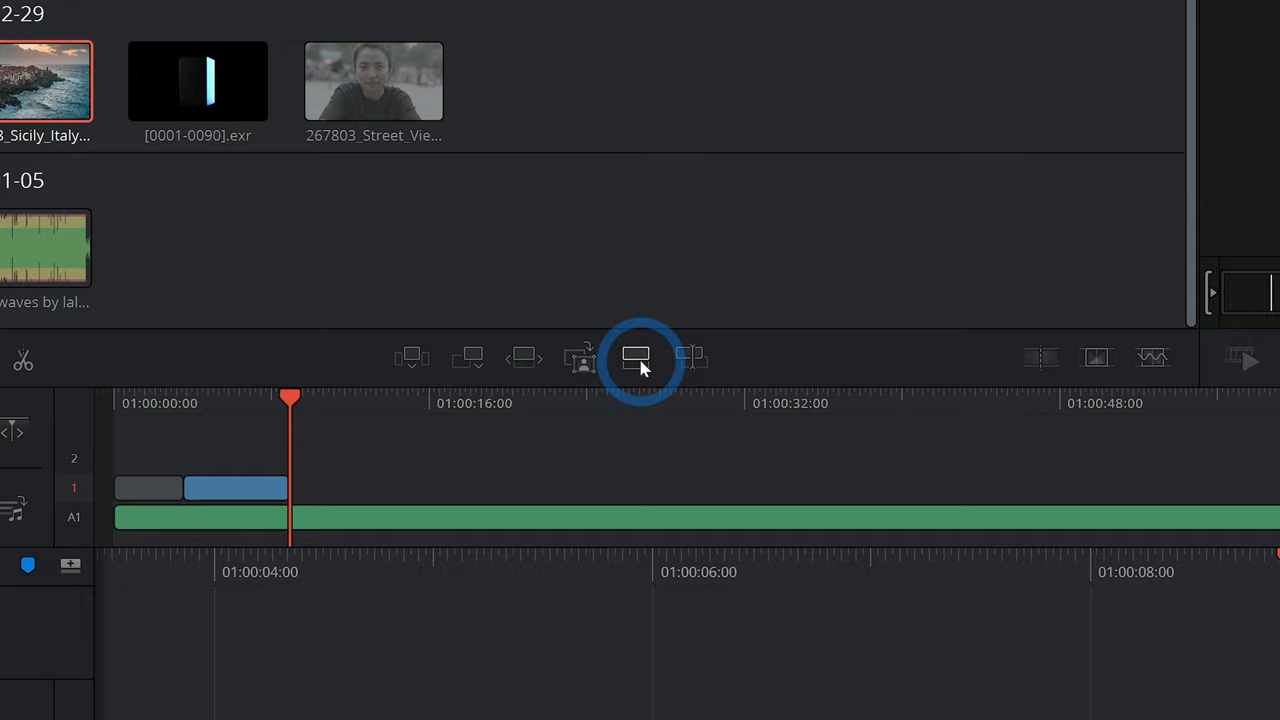 2-29
8_Sicily_Italy...
[0001-0090].exr
267803_Street_Vie...
1-05
waves by lal...
01:00:00:00
01:00:16:00
01:00:32:00
01:00:48:00
2
1
A1
01:00:04:00
01:00:06:00
01:00:08:00